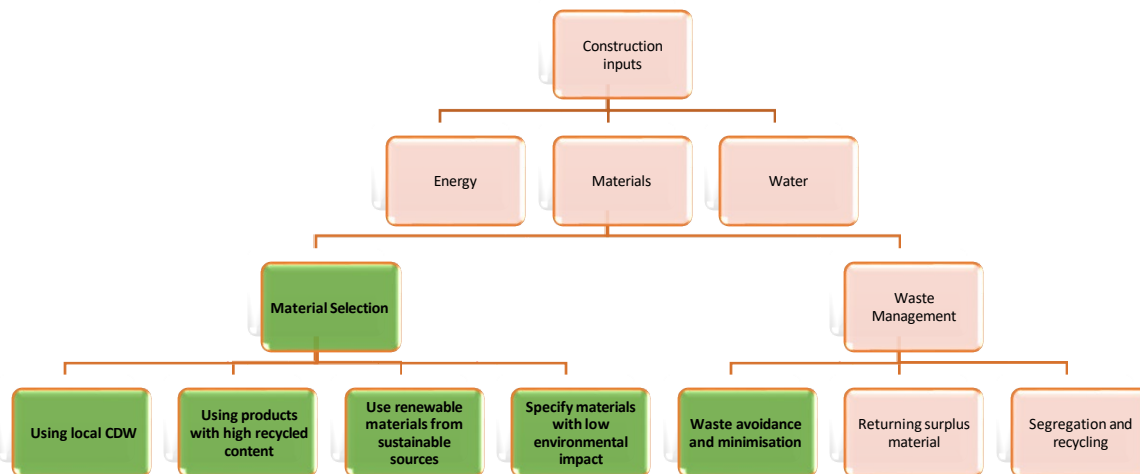 Construction
inputs
Energy
Materials
Water
Material Selection
Waste
Management
Using local CDW
Using products
with high recycled
content
Use renewable
materials from
sustainable
sources
Specify materials
with low
environmental
impact
Waste avoidance
and minimisation
Returning surplus
material
Segregation and
recycling